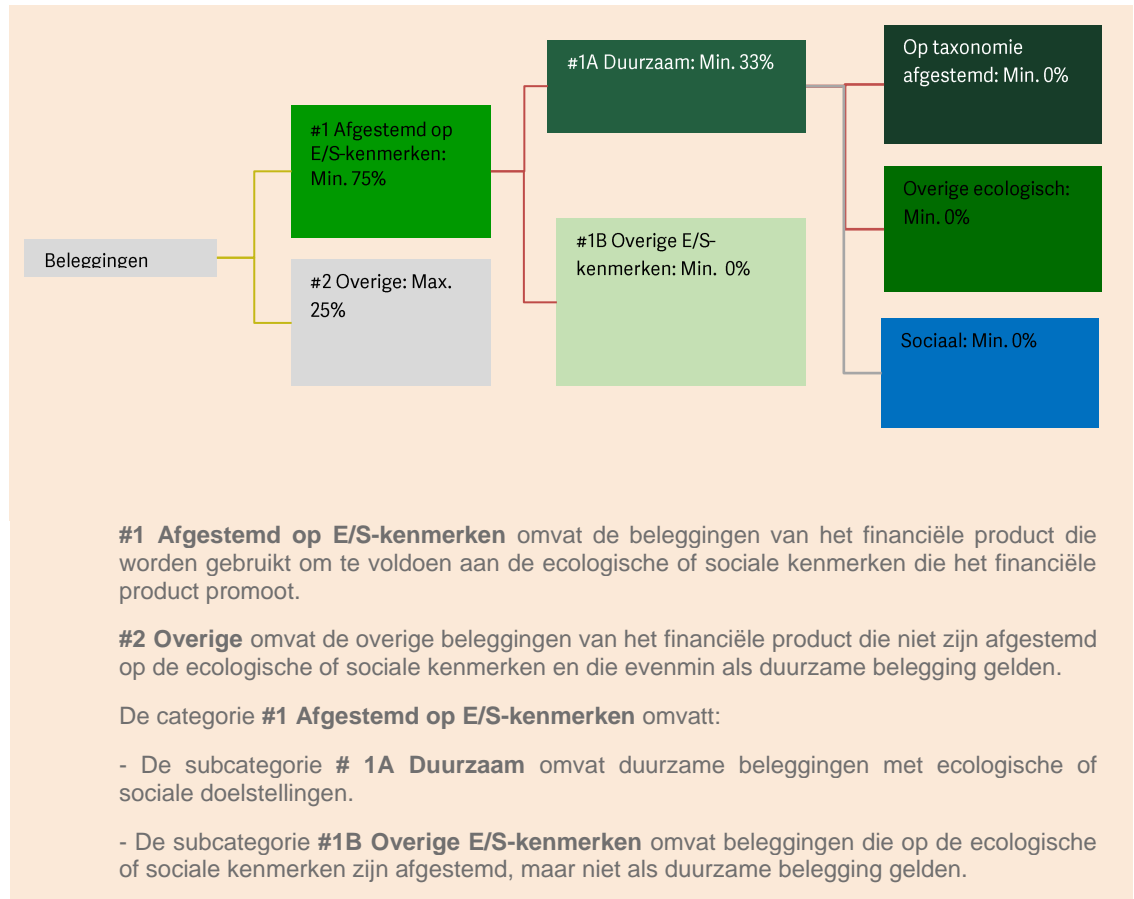 Beleggingen
#1 Afgestemd op
E/S-kenmerken:
Min. 75%
#2 Overige: Max.
25%
#1A Duurzaam: Min. 33%
#1B Overige E/S-
kenmerken: Min. 0%
Op taxonomie
afgestemd: Min. 0%
Overige ecologisch:
Min. 0%
Sociaal: Min. 0%
#1 Afgestemd op E/S-kenmerken omvat de beleggingen van het financiële product die
worden gebruikt om te voldoen aan de ecologische of sociale kenmerken die het financiële
product promoot.
#2 Overige omvat de overige beleggingen van het financiële product die niet zijn afgestemd
op de ecologische of sociale kenmerken en die evenmin als duurzame belegging gelden.
De categorie #1 Afgestemd op E/S-kenmerken omvatt:
- De subcategorie # 1A Duurzaam omvat duurzame beleggingen met ecologische of
sociale doelstellingen.
- De subcategorie #1B Overige E/S-kenmerken omvat beleggingen die op de ecologische
of sociale kenmerken zijn afgestemd, maar niet als duurzame belegging gelden.